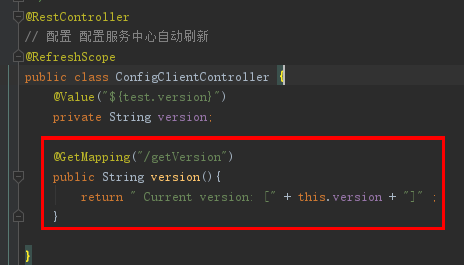 @RestController
// 配置 配置服务中心自动刷新
@RefreshScope
public class ConfigClientController {
@Value("${test.version}")
private String version;
@GetMapping("/getVersion")
public String version(){
return " Current version: [" + this.version + "]" ;
}
}